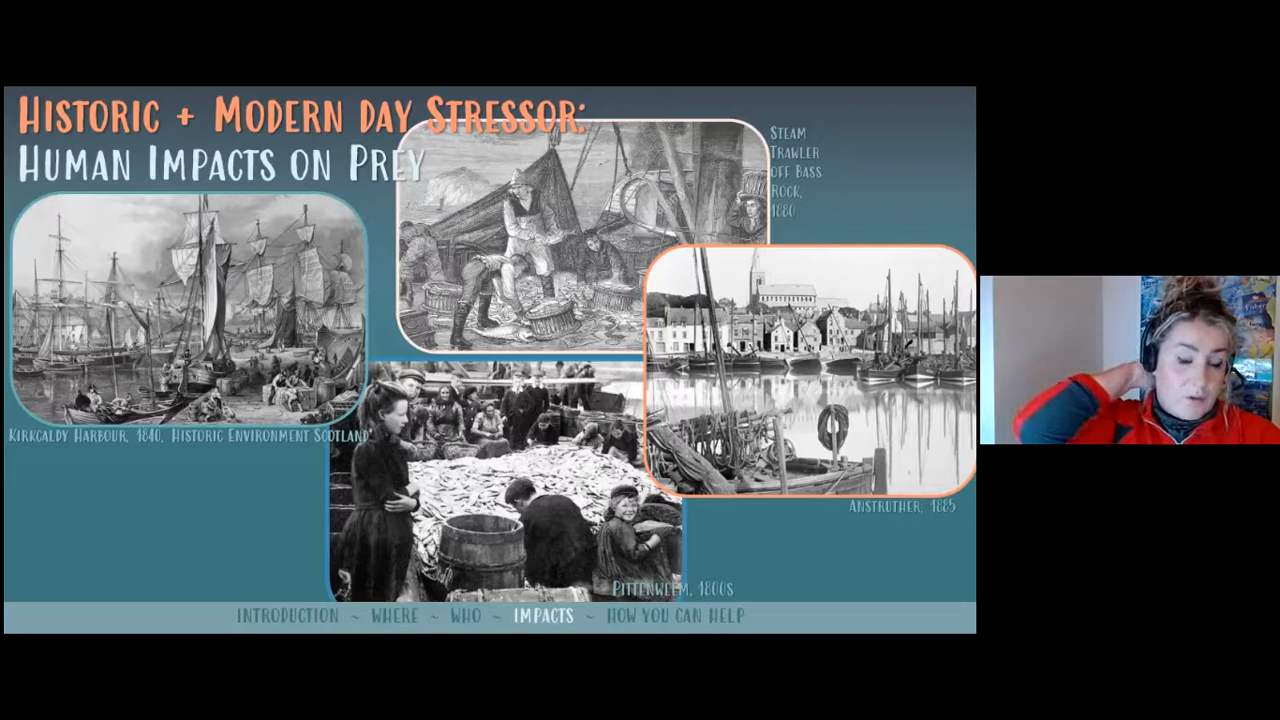 HISTORIC + MODERN DAY STRESSOR:
HUMAN IMPACTS ON PREY
STEAM
TRAWLER
OFF BASS
ROCK,
1880
KIRKCALDY HARBOUR, 1840, HISTORIC ENVIRONMENT SCOTLAND
ANSTRUTHER, 1885
PITTENWEEM, 1800S
INTRODUCTION ~ WHERE ~ WHO ~ IMPACTS ~ HOW YOU CAN HELP